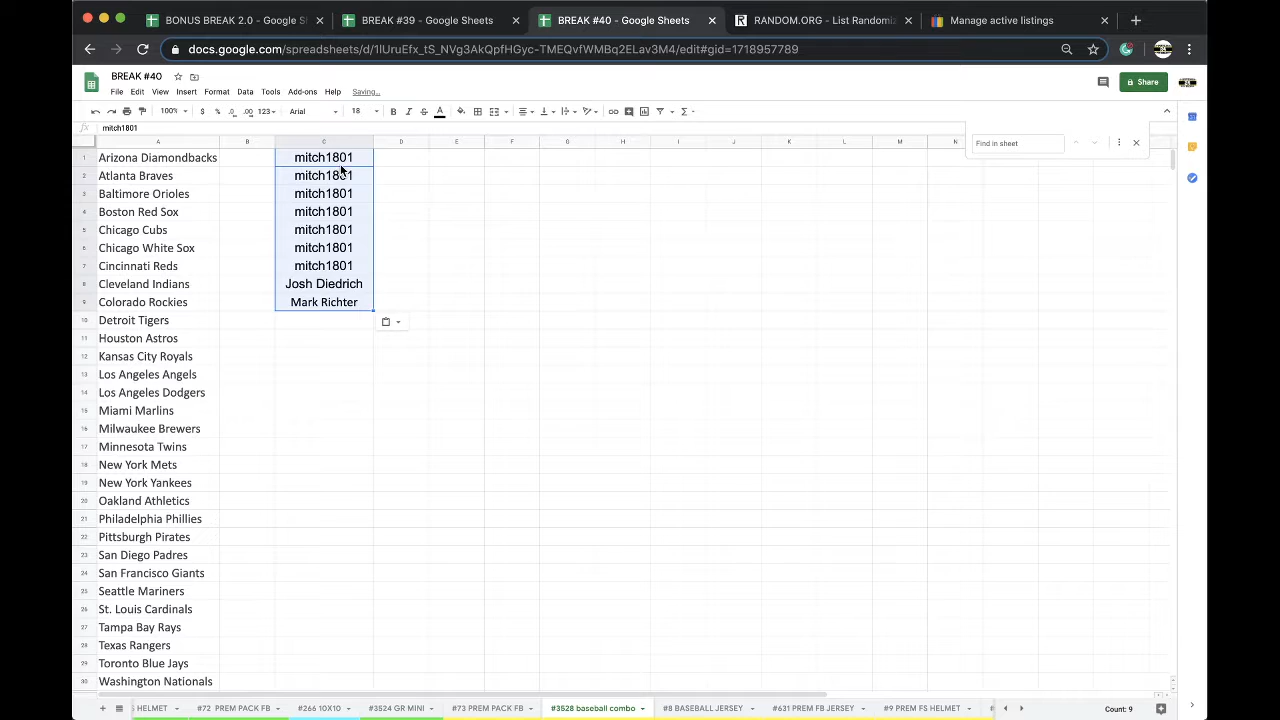 BONUS BREAK 2.0 - Google S
BREAK #39 - Google Sheets
BREAK #40 - Google Sheets
RANDOM.ORG - List Randomi
Manage active listings
docs.google.com/spreadsheets/d/1lUruEfx_tS_NVg3AkQpfHGyc-TMEQvfWMBq2ELav3M4/edit#gid=1718957789
BREAK #40
File Edit View Insert Format Data Tools Add-ons Help Saving...
Share
100% $ % .0 .00 123 Arial 18
mitch1801
Find in sheet
A B C D E F G H I J K L M N
1 Arizona Diamondbacks mitch1801
2 Atlanta Braves mitch1801
3 Baltimore Orioles mitch1801
4 Boston Red Sox mitch1801
5 Chicago Cubs mitch1801
6 Chicago White Sox mitch1801
7 Cincinnati Reds mitch1801
8 Cleveland Indians Josh Diedrich
9 Colorado Rockies Mark Richter
10 Detroit Tigers
11 Houston Astros
12 Kansas City Royals
13 Los Angeles Angels
14 Los Angeles Dodgers
15 Miami Marlins
16 Milwaukee Brewers
17 Minnesota Twins
18 New York Mets
19 New York Yankees
20 Oakland Athletics
21 Philadelphia Phillies
22 Pittsburgh Pirates
23 San Diego Padres
24 San Francisco Giants
25 Seattle Mariners
26 St. Louis Cardinals
27 Tampa Bay Rays
28 Texas Rangers
29 Toronto Blue Jays
30 Washington Nationals
HELMET #72 PREM PACK FB #266 10X10 #3524 GR MINI PREM PACK FB #3528 baseball combo #8 BASEBALL JERSEY #631 PREM FB JERSEY #9 PREM FS HELMET Count: 9